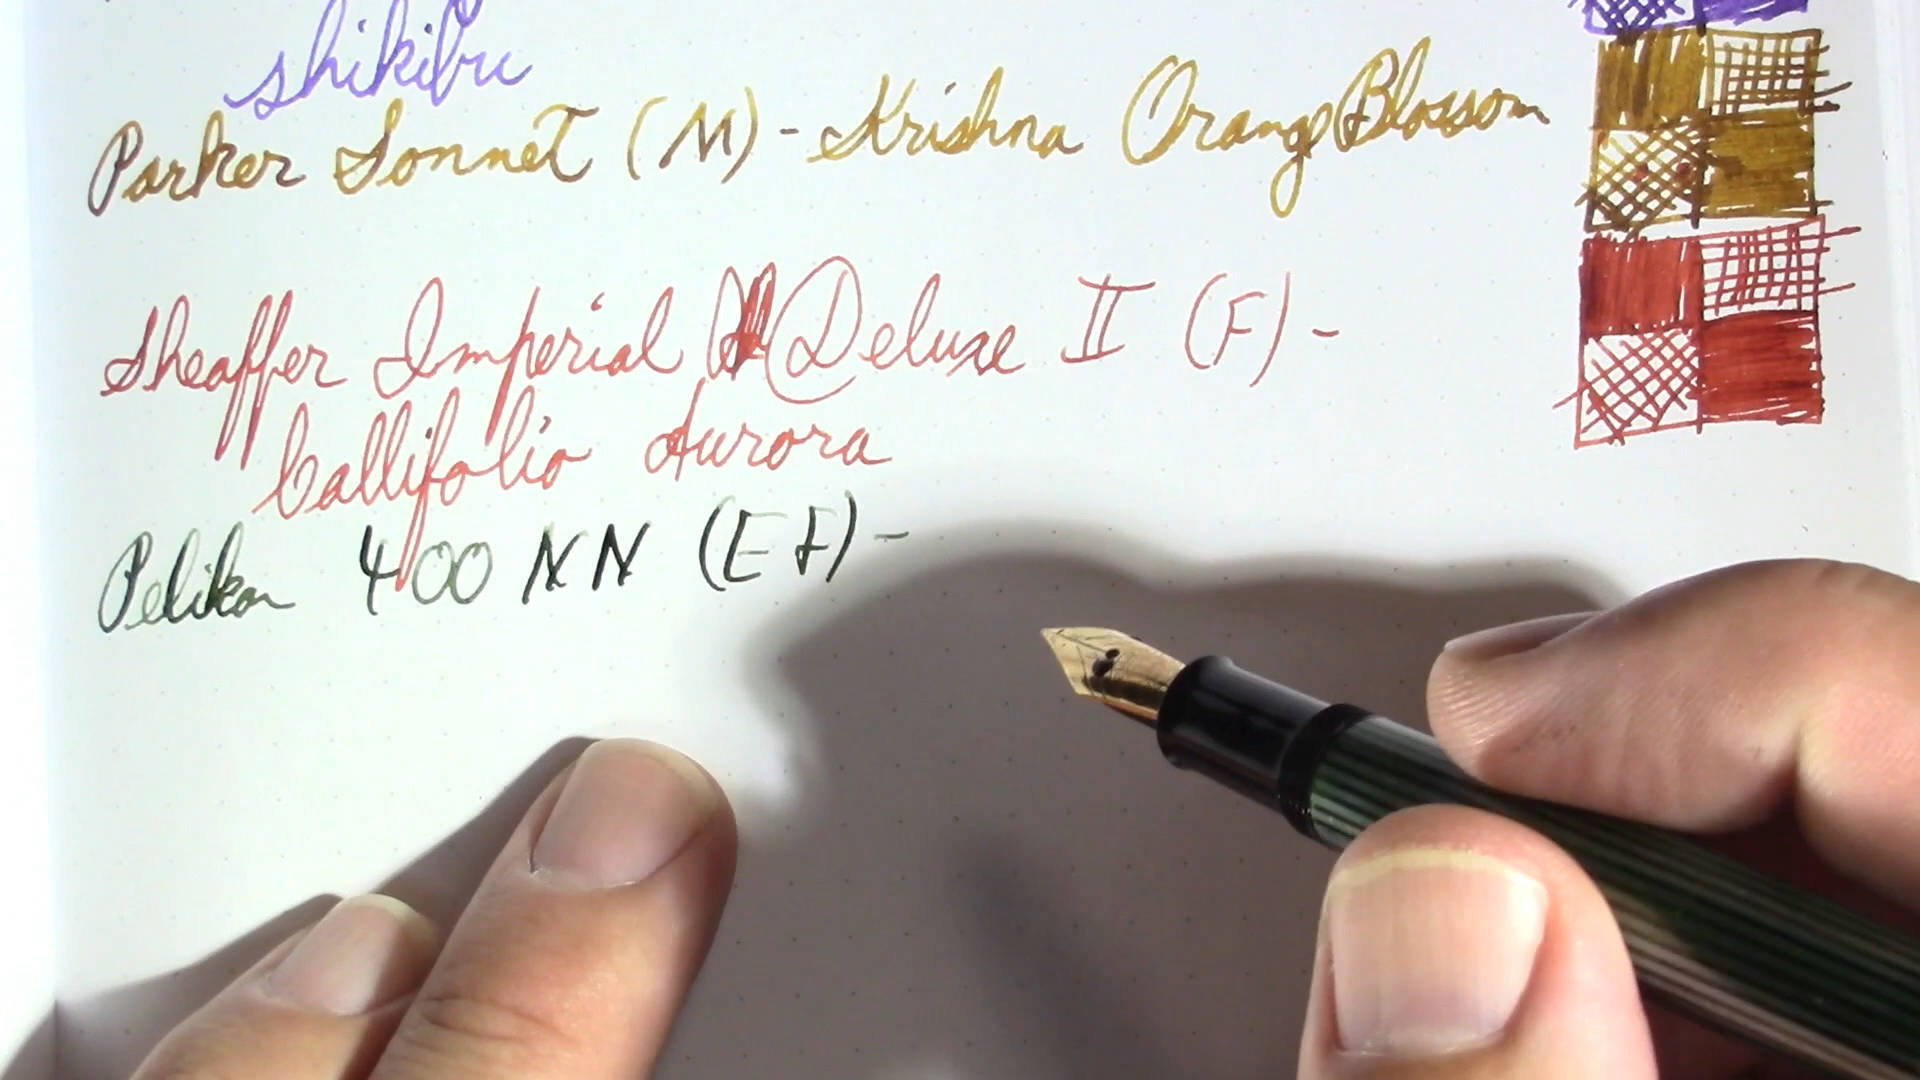 shikibu
Parker Sonnet (M) - Krishna Orange Blossom
Sheaffer Imperial Deluxe II (F) -
Callifolio Aurora
Pelikan 400 NN (EF) -